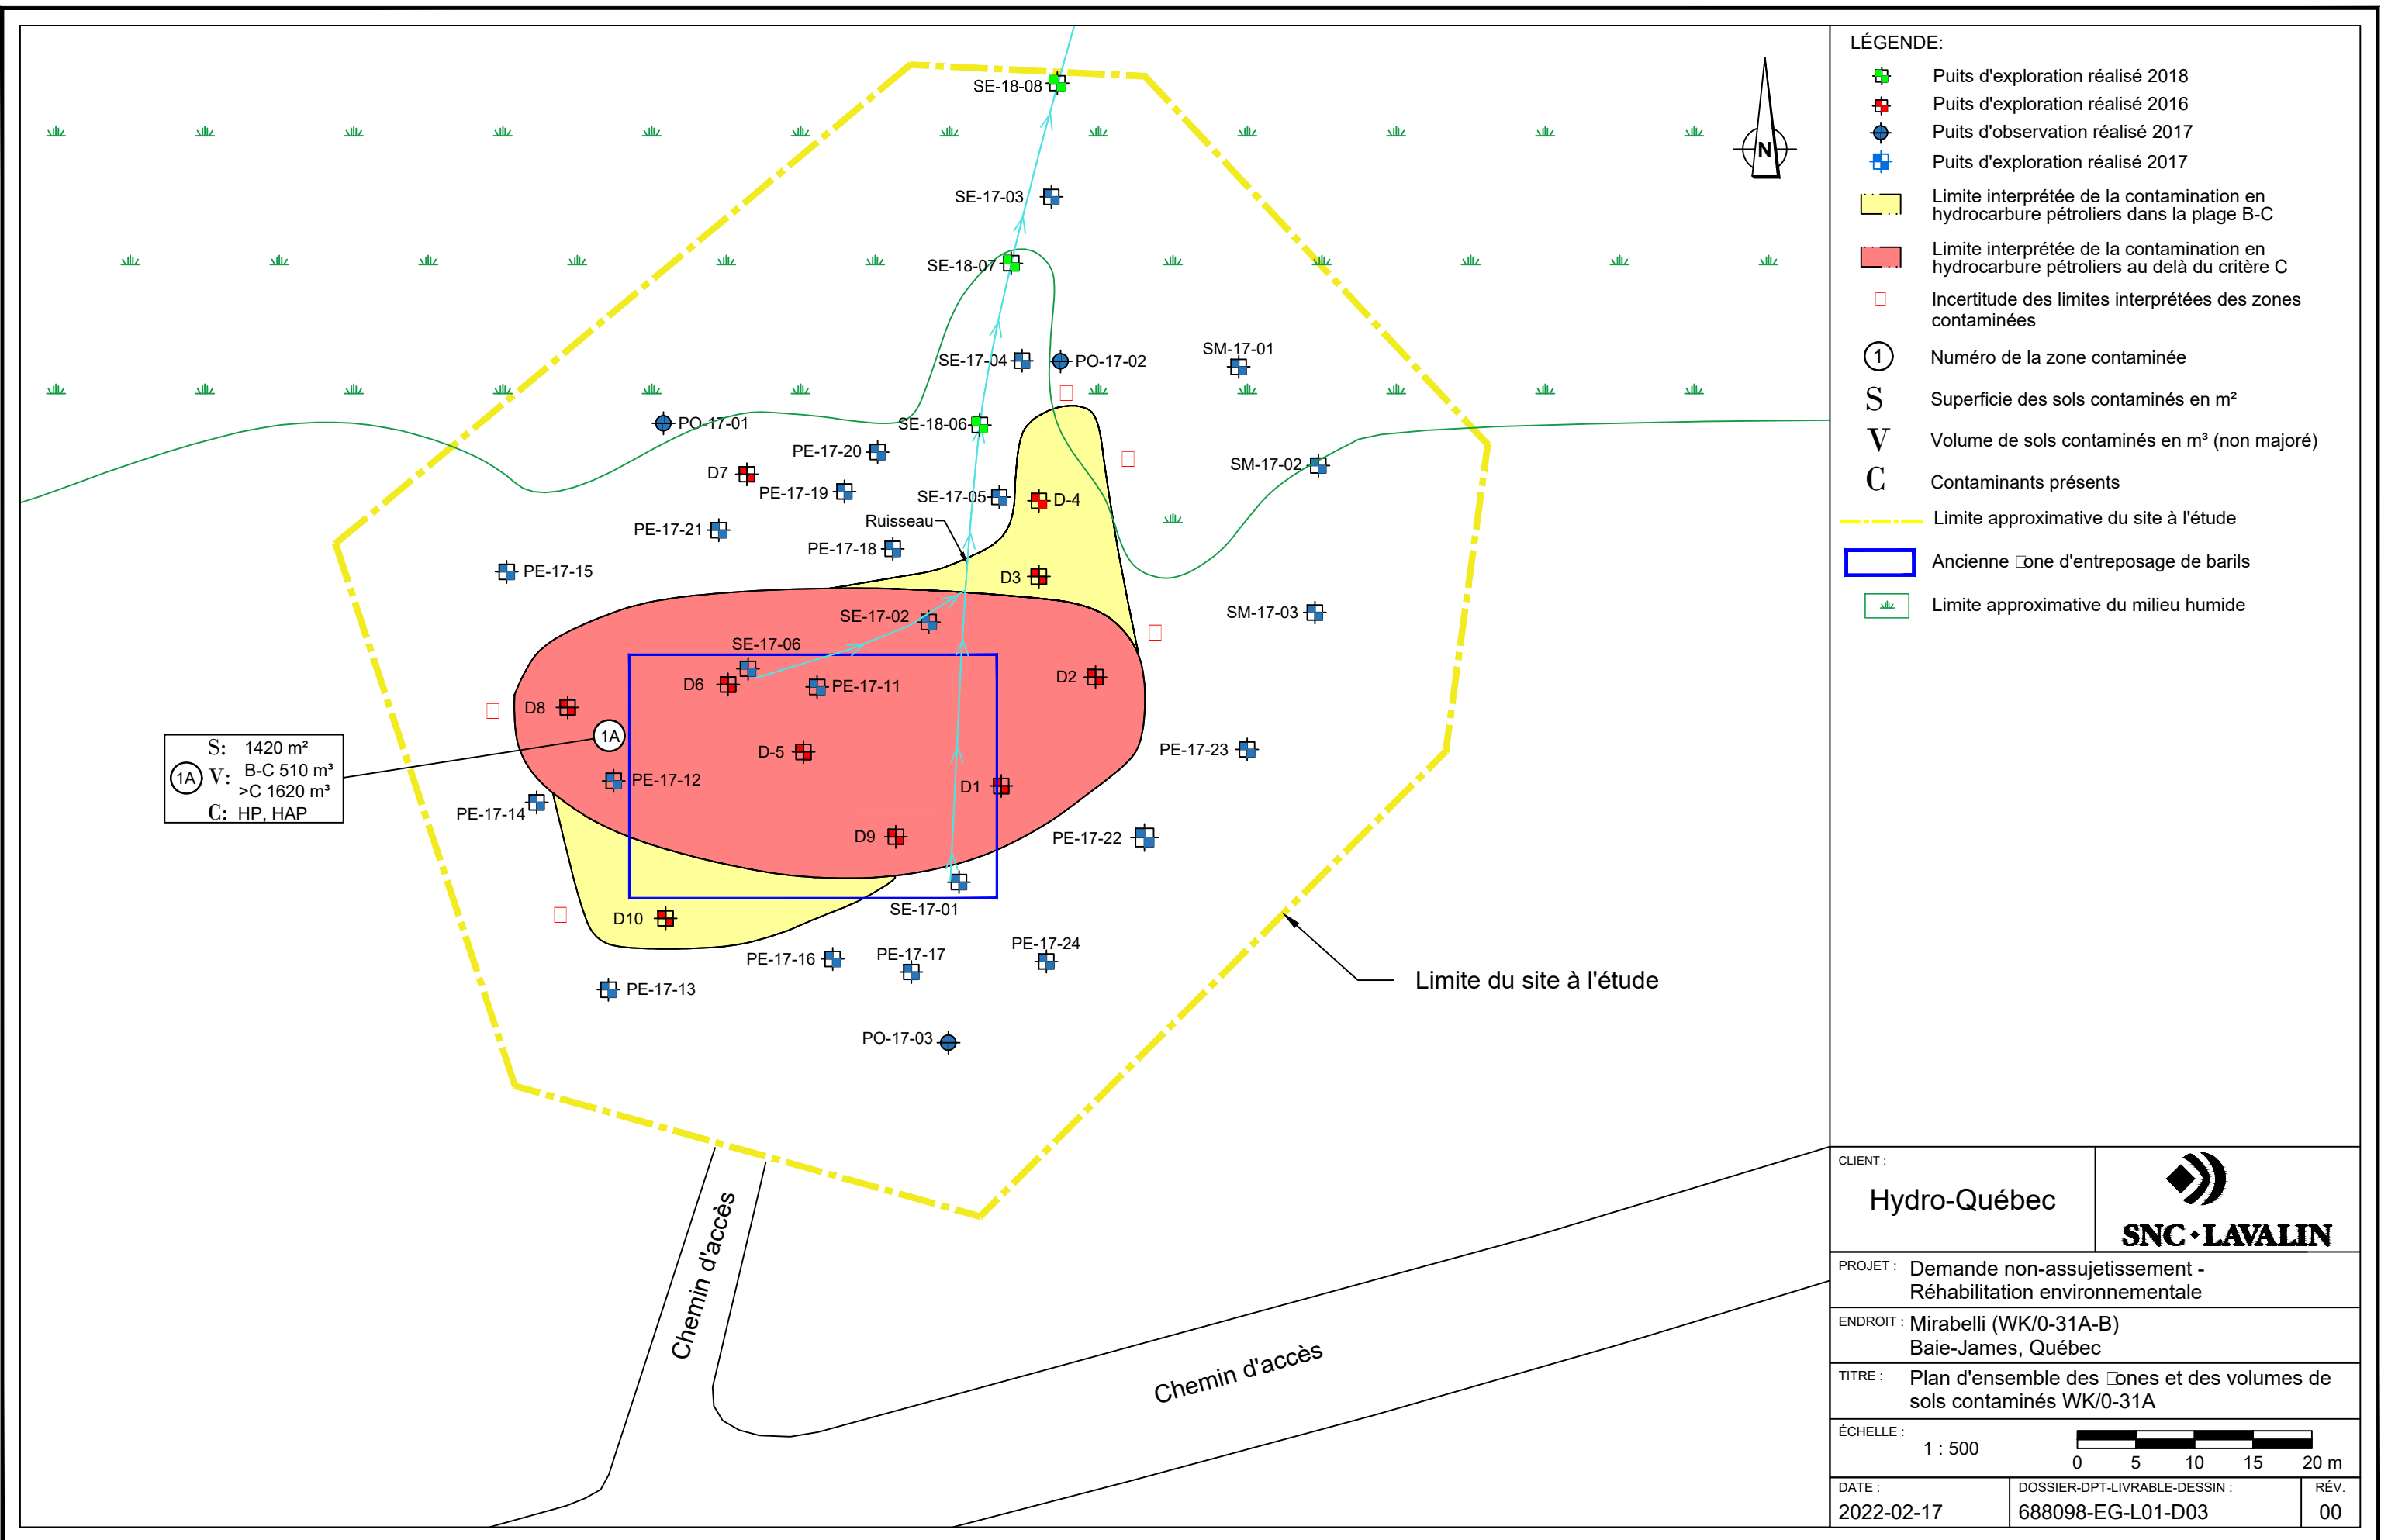 SE-18-08
SE-17-03
SE-18-07
SE-17-04
PO-17-02
SM-17-01
PO-17-01
SE-18-06
PE-17-20
D7
PE-17-19
SE-17-05
D-4
SM-17-02
Ruisseau
PE-17-21
PE-17-18
PE-17-15
D3
SE-17-02
SM-17-03
SE-17-06
D6
PE-17-11
D2
D8
1A
D-5
PE-17-23
PE-17-12
D1
PE-17-14
D9
PE-17-22
SE-17-01
D10
PE-17-16
PE-17-17
PE-17-24
PE-17-13
PO-17-03
1A
S: 1420 m²
V: B-C 510 m³
>C 1620 m³
C: HP, HAP
Limite du site à l'étude
Chemin d'accès
Chemin d'accès
N
LÉGENDE:
Puits d'exploration réalisé 2018
Puits d'exploration réalisé 2016
Puits d'observation réalisé 2017
Puits d'exploration réalisé 2017
Limite interprétée de la contamination en
hydrocarbure pétroliers dans la plage B-C
Limite interprétée de la contamination en
hydrocarbure pétroliers au delà du critère C
Incertitude des limites interprétées des zones
contaminées
1 Numéro de la zone contaminée
S Superficie des sols contaminés en m²
V Volume de sols contaminés en m³ (non majoré)
C Contaminants présents
Limite approximative du site à l'étude
Ancienne □one d'entreposage de barils
Limite approximative du milieu humide
CLIENT :
Hydro-Québec
SNC•LAVALIN
PROJET : Demande non-assujetissement -
Réhabilitation environnementale
ENDROIT : Mirabelli (WK/0-31A-B)
Baie-James, Québec
TITRE : Plan d'ensemble des □ones et des volumes de
sols contaminés WK/0-31A
ÉCHELLE :
1 : 500
0 5 10 15 20 m
DATE :
2022-02-17
DOSSIER-DPT-LIVRABLE-DESSIN :
688098-EG-L01-D03
RÉV.
00